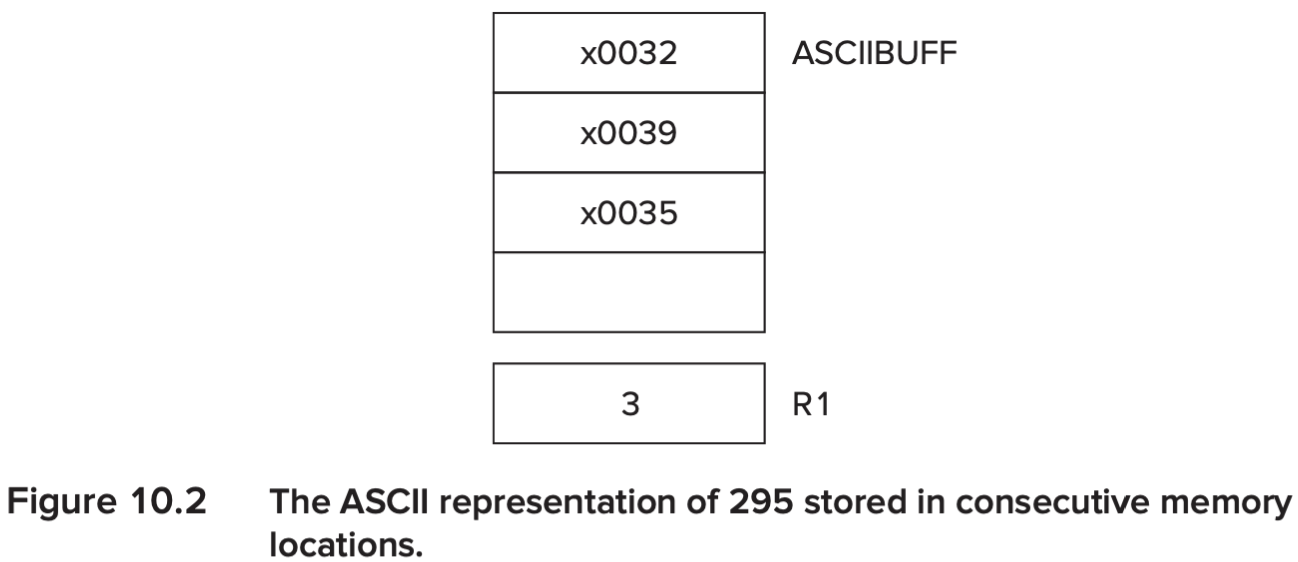 x0032 ASCIIBUFF
x0039
x0035
3 R1
Figure 10.2 The ASCII representation of 295 stored in consecutive memory
locations.